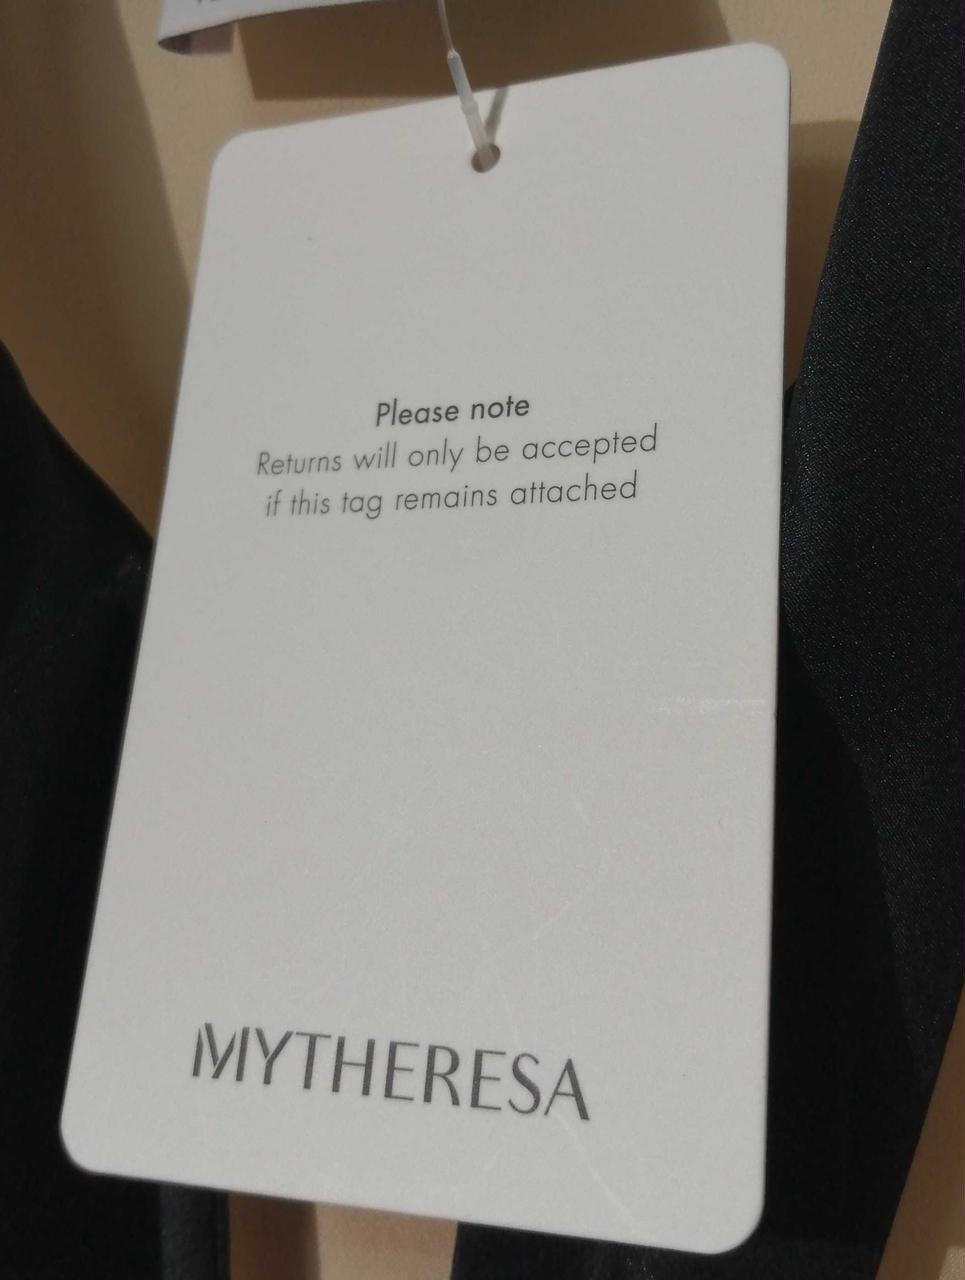 Please note
Returns will only be accepted
if this tag remains attached
MYTHERESA